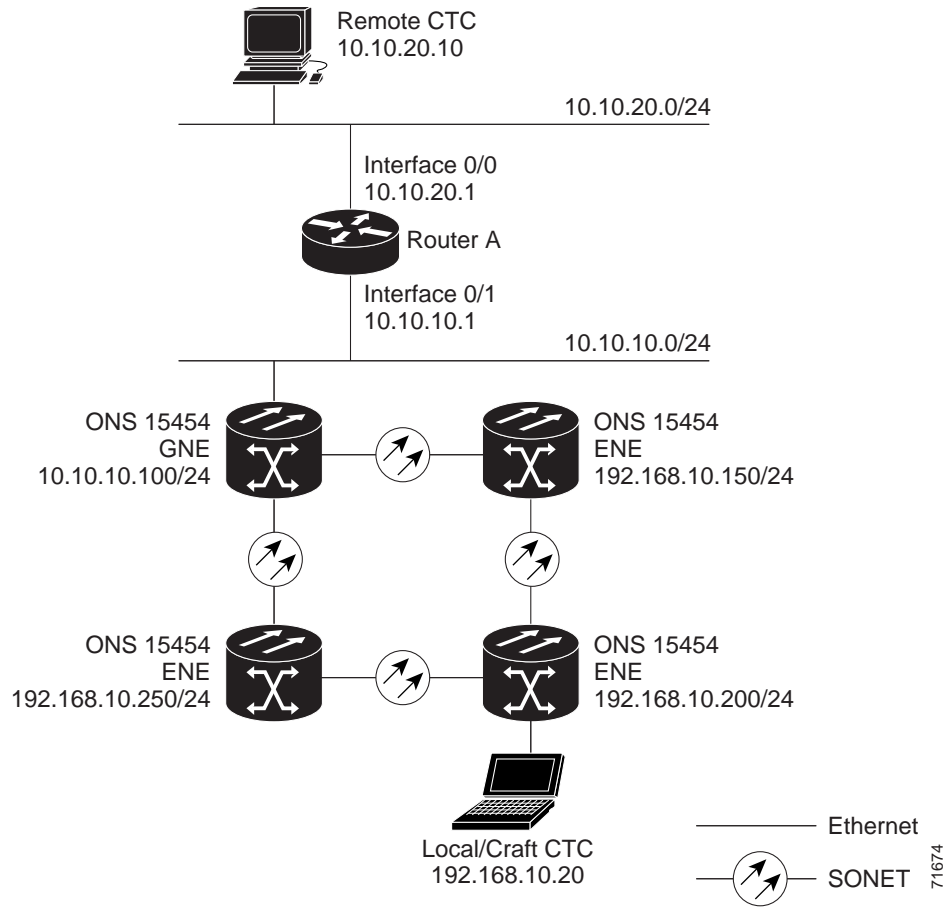 Remote CTC
10.10.20.10
10.10.20.0/24
Interface 0/0
10.10.20.1
Router A
Interface 0/1
10.10.10.1
10.10.10.0/24
ONS 15454
GNE
10.10.10.100/24
ONS 15454
ENE
192.168.10.150/24
ONS 15454
ENE
192.168.10.250/24
ONS 15454
ENE
192.168.10.200/24
Local/Craft CTC
192.168.10.20
Ethernet
SONET
71674